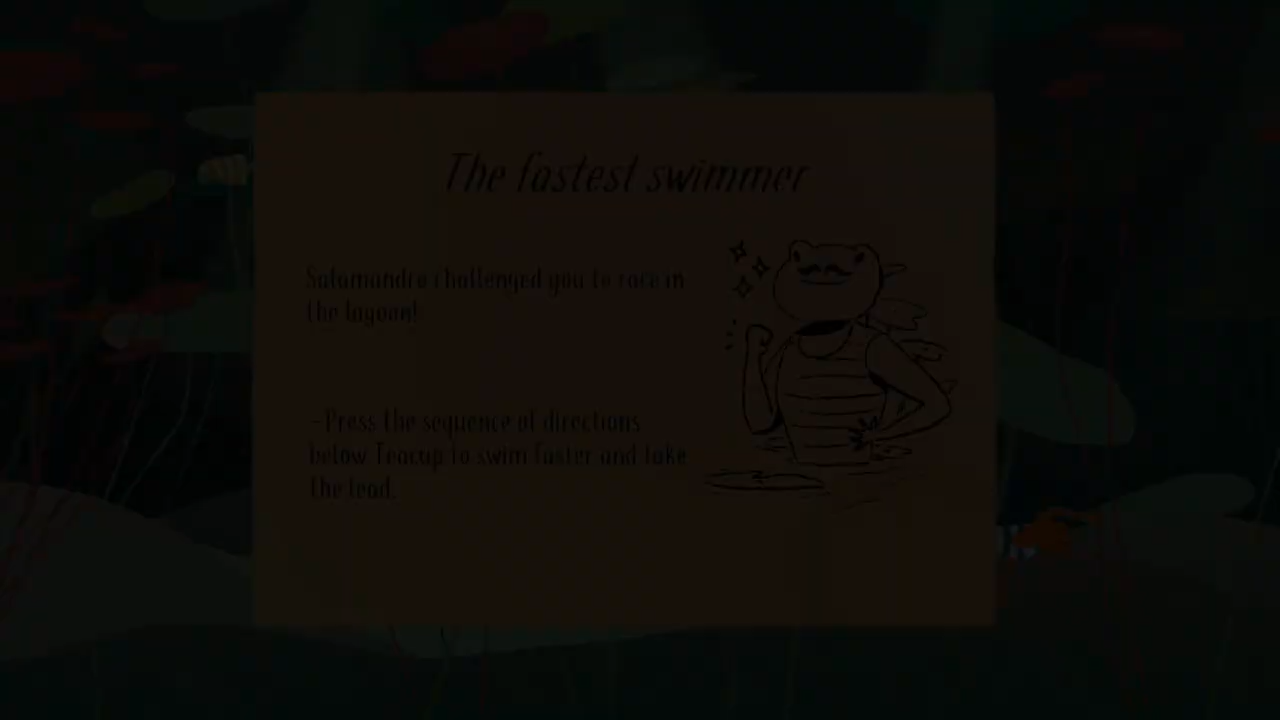 The fastest swimmer
Salamandra challenged you to race in
the lagoon!
-Press the sequence of directions
below Teacup to swim faster and take
the lead.